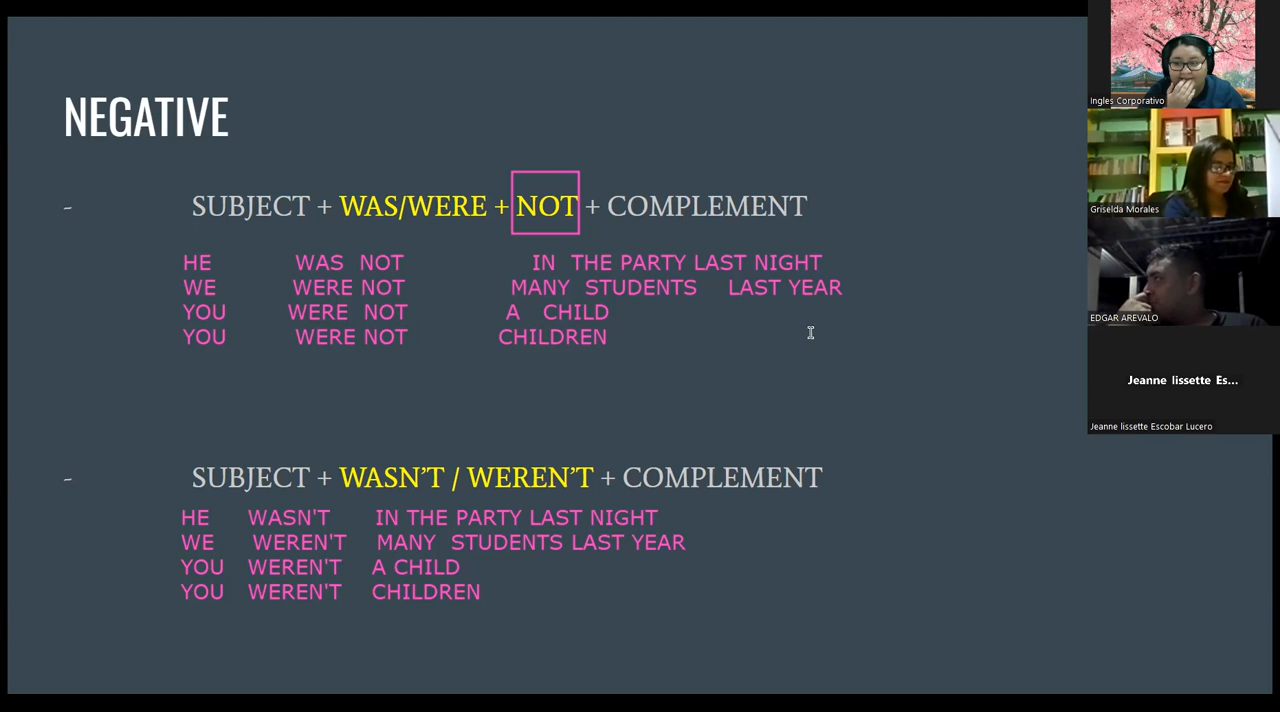 NEGATIVE
- SUBJECT + WAS/WERE + NOT + COMPLEMENT
HE WAS NOT IN THE PARTY LAST NIGHT
WE WERE NOT MANY STUDENTS LAST YEAR
YOU WERE NOT A CHILD
YOU WERE NOT CHILDREN
- SUBJECT + WASN’T / WEREN’T + COMPLEMENT
HE WASN'T IN THE PARTY LAST NIGHT
WE WEREN'T MANY STUDENTS LAST YEAR
YOU WEREN'T A CHILD
YOU WEREN'T CHILDREN
Ingles Corporativo
Griselda Morales
EDGAR AREVALO
Jeanne lissette Es...
Jeanne lissette Escobar Lucero